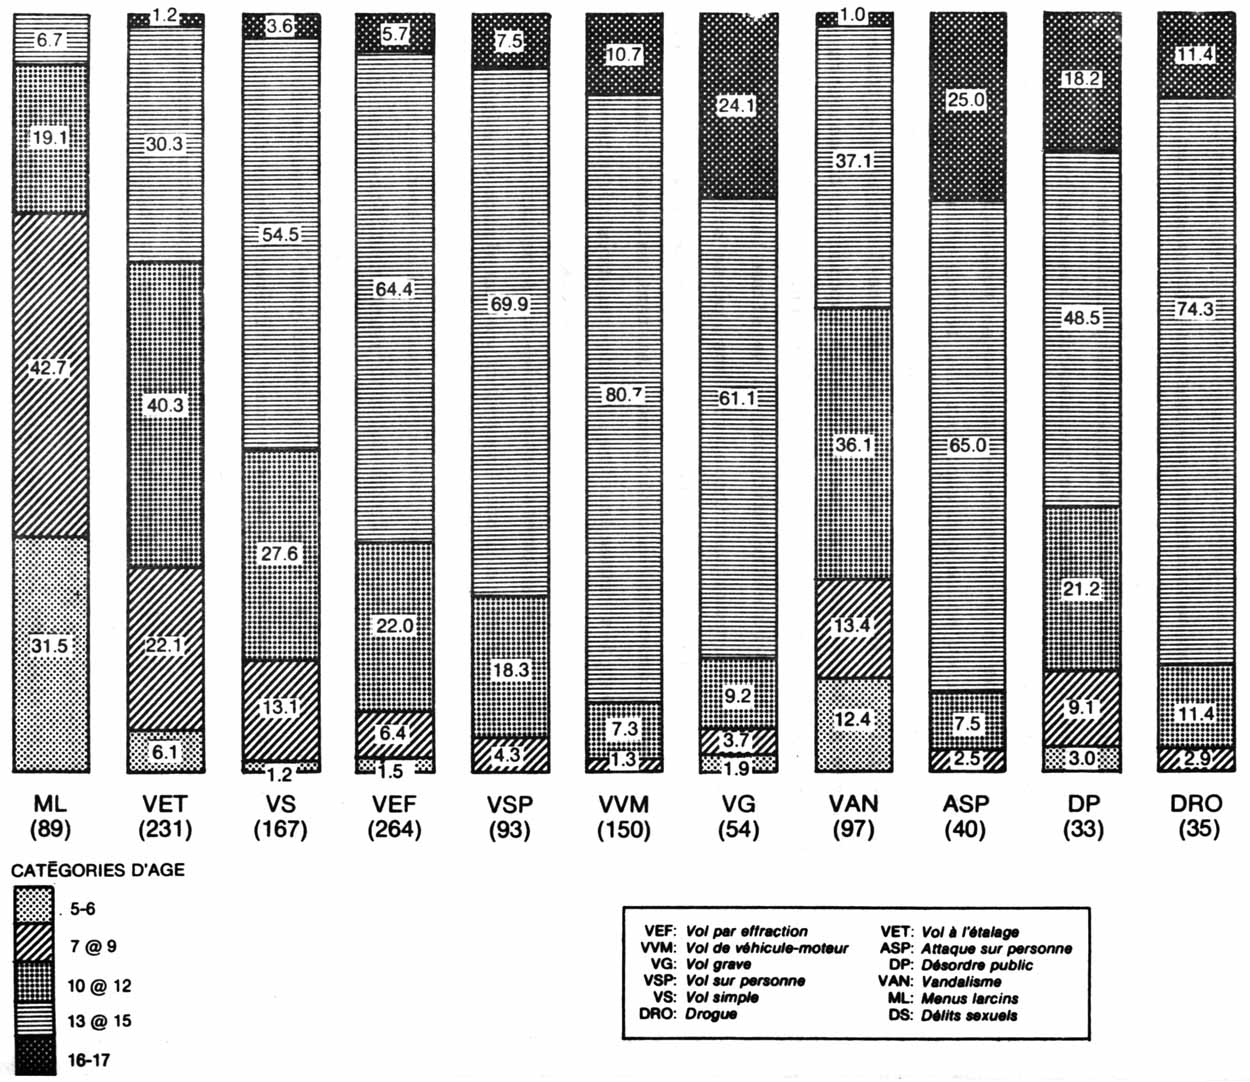 1.2 3.6 5.7 7.5 10.7 24.1 1.0 25.0 18.2 11.4
6.7 30.3 54.5 64.4 69.9 80.7 61.1 37.1 65.0 48.5 74.3
19.1 40.3 27.6 22.0 18.3 7.3 9.2 36.1 7.5 21.2 11.4
42.7 22.1 13.1 6.4 4.3 1.3 3.7 13.4 2.5 9.1 2.9
31.5 6.1 1.2 1.5 1.9 12.4 3.0
ML VET VS VEF VSP VVM VG VAN ASP DP DRO
(89) (231) (167) (264) (93) (150) (54) (97) (40) (33) (35)
CATĒGORIES D'AGE
5-6
7 @ 9
10 @ 12
13 @ 15
16-17
VEF: Vol par effraction
VVM: Vol de véhicule-moteur
VG: Vol grave
VSP: Vol sur personne
VS: Vol simple
DRO: Drogue
VET: Vol à l'étalage
ASP: Attaque sur personne
DP: Désordre public
VAN: Vandalisme
ML: Menus larcins
DS: Délits sexuels